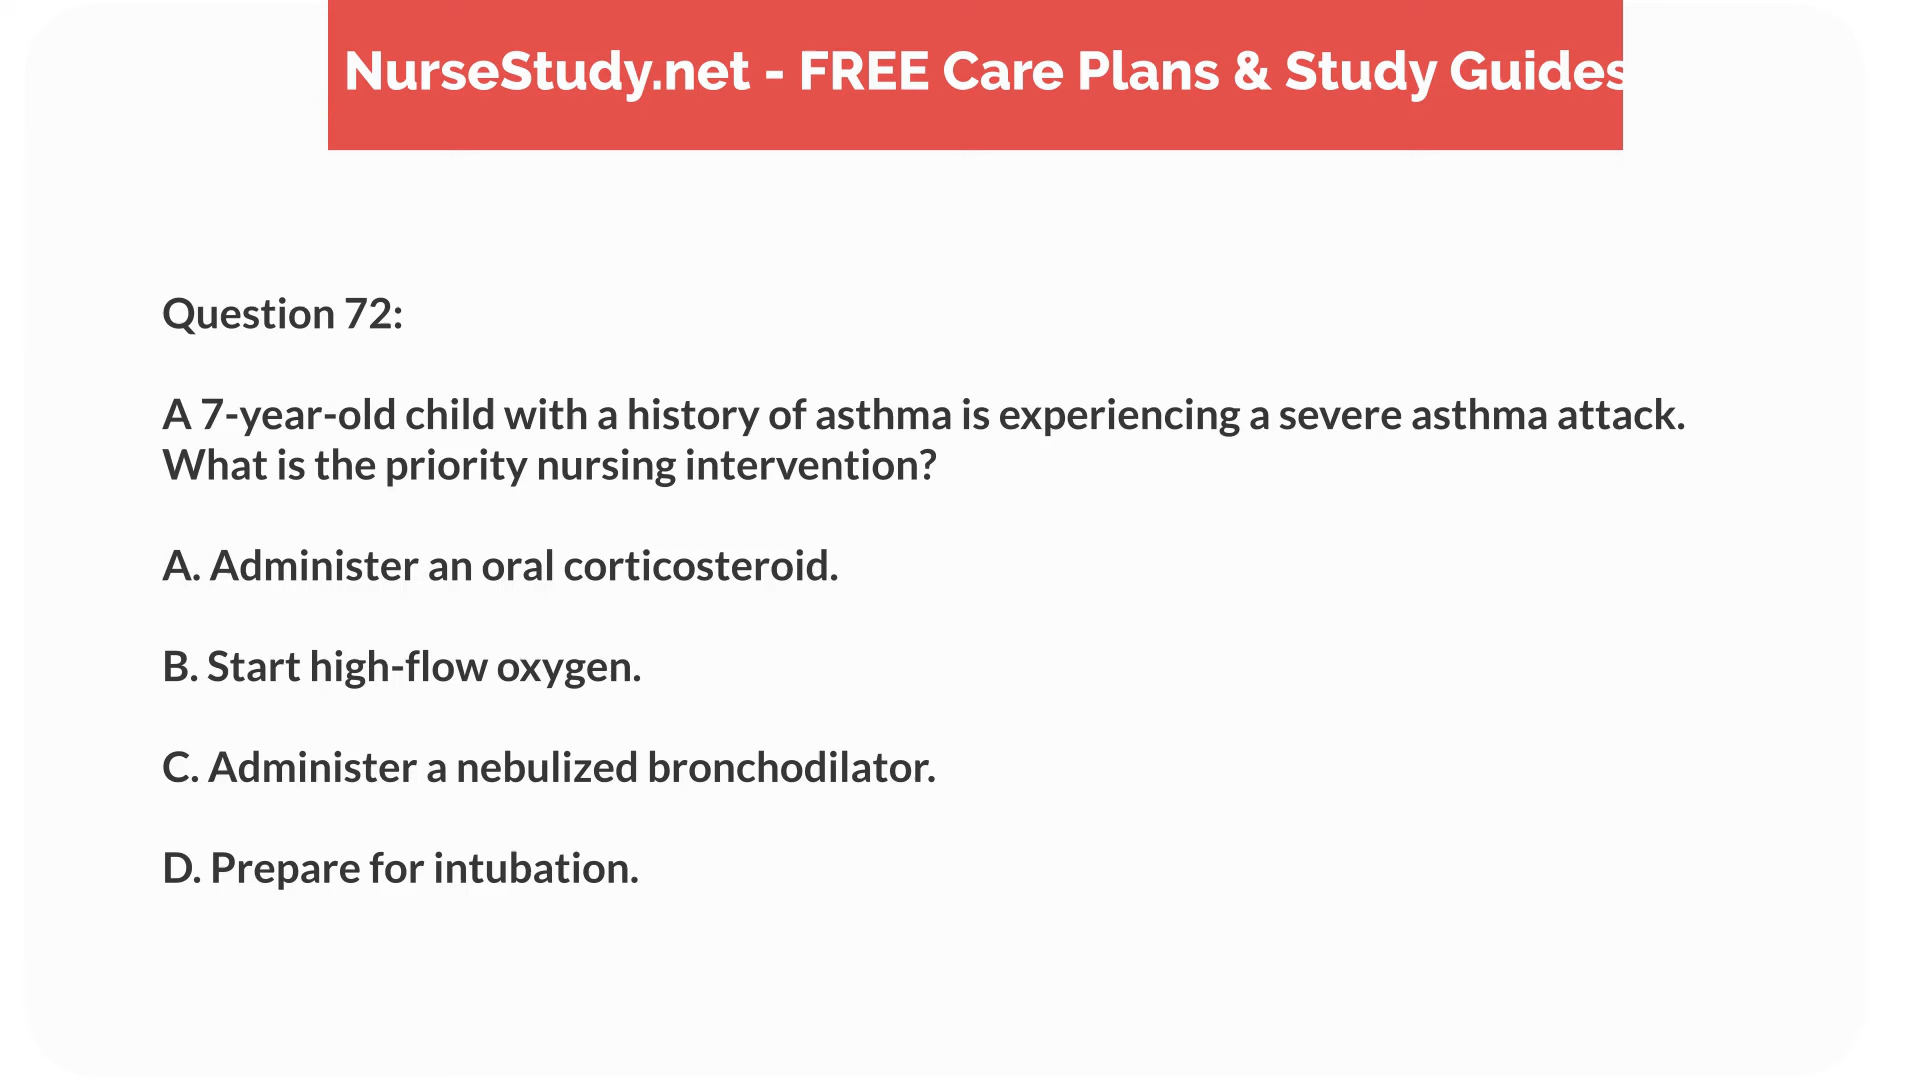 NurseStudy.net - FREE Care Plans & Study Guides
Question 72:
A 7-year-old child with a history of asthma is experiencing a severe asthma attack.
What is the priority nursing intervention?
A. Administer an oral corticosteroid.
B. Start high-flow oxygen.
C. Administer a nebulized bronchodilator.
D. Prepare for intubation.